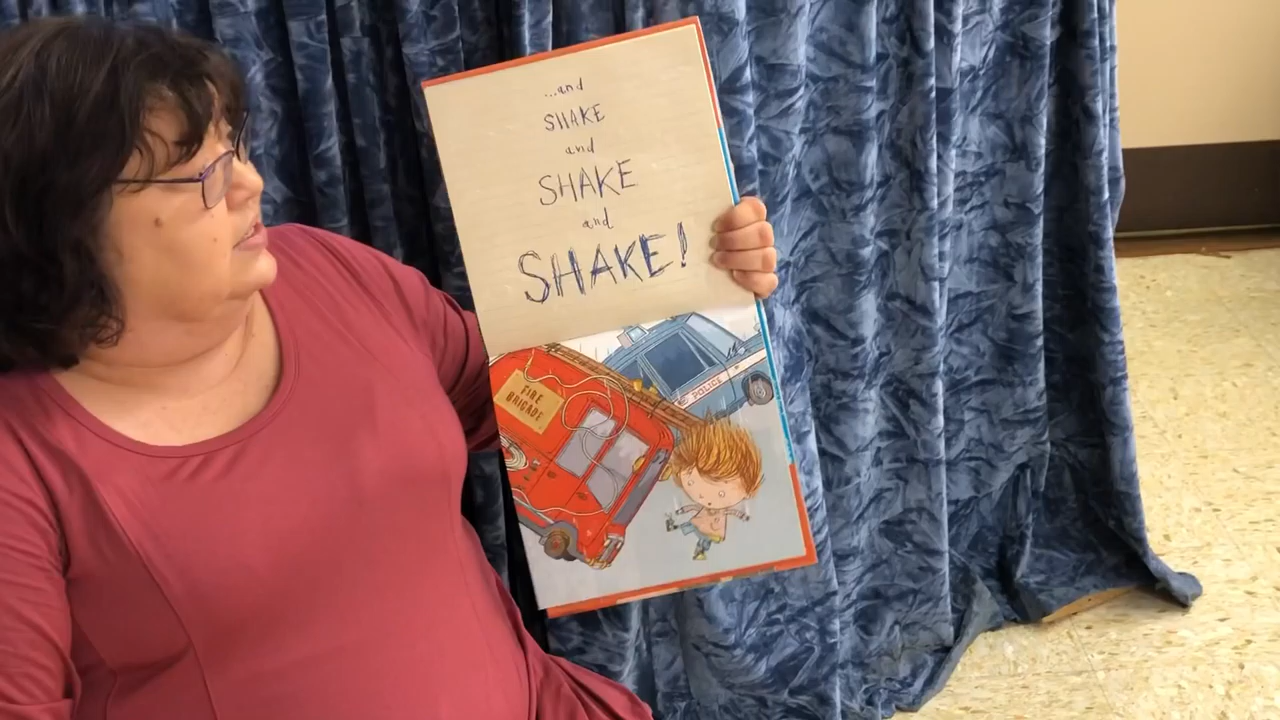 ...and
SHAKE
and
SHAKE
and
SHAKE!
FIRE
BRIGADE
POLICE